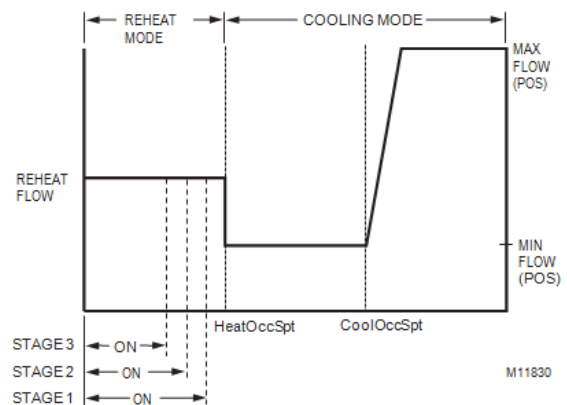 REHEAT
MODE
COOLING MODE
MAX
FLOW
(POS)
REHEAT
FLOW
MIN
FLOW
(POS)
HeatOccSpt
CoolOccSpt
STAGE 3
ON
STAGE 2
ON
STAGE 1
ON
M11830